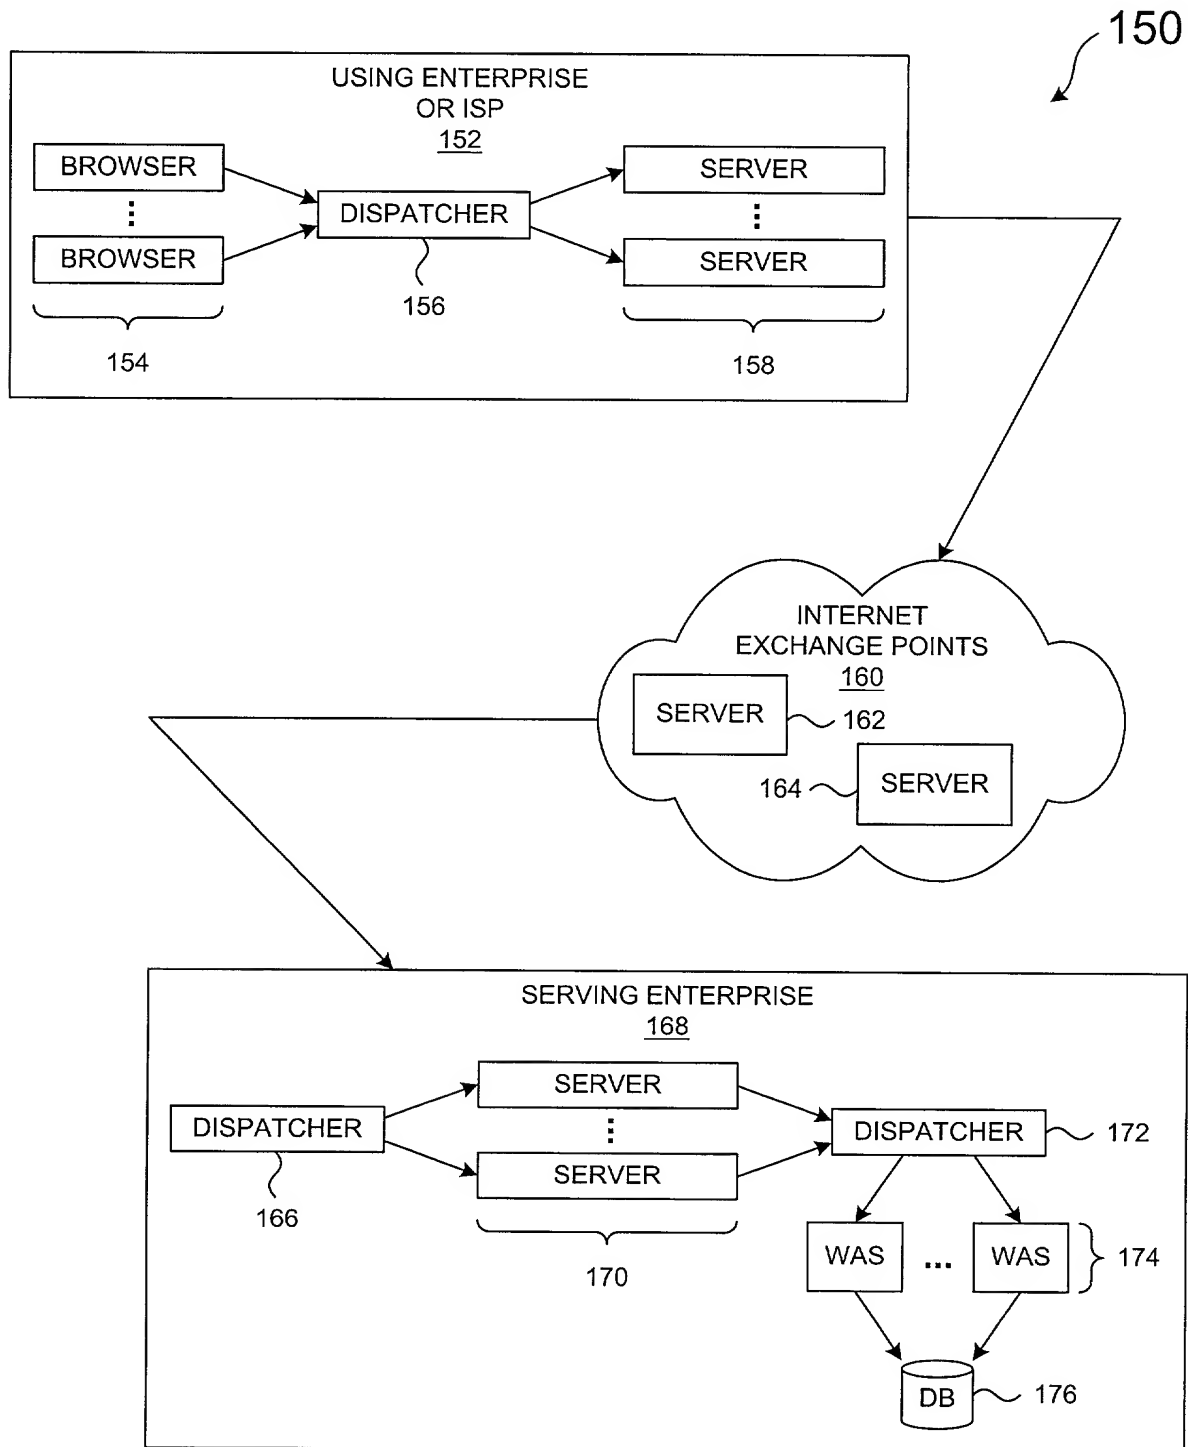 150
USING ENTERPRISE
OR ISP
152
BROWSER
BROWSER
154
DISPATCHER
156
SERVER
SERVER
158
INTERNET
EXCHANGE POINTS
160
SERVER
162
164
SERVER
SERVING ENTERPRISE
168
DISPATCHER
166
SERVER
SERVER
170
DISPATCHER
172
WAS
...
WAS
174
DB
176